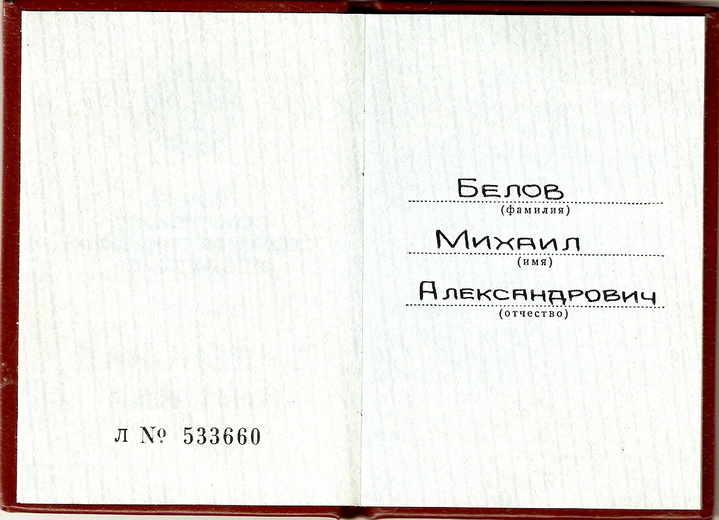 Л № 533660
Белов
(фамилия)
Михаил
(имя)
Александрович
(отчество)